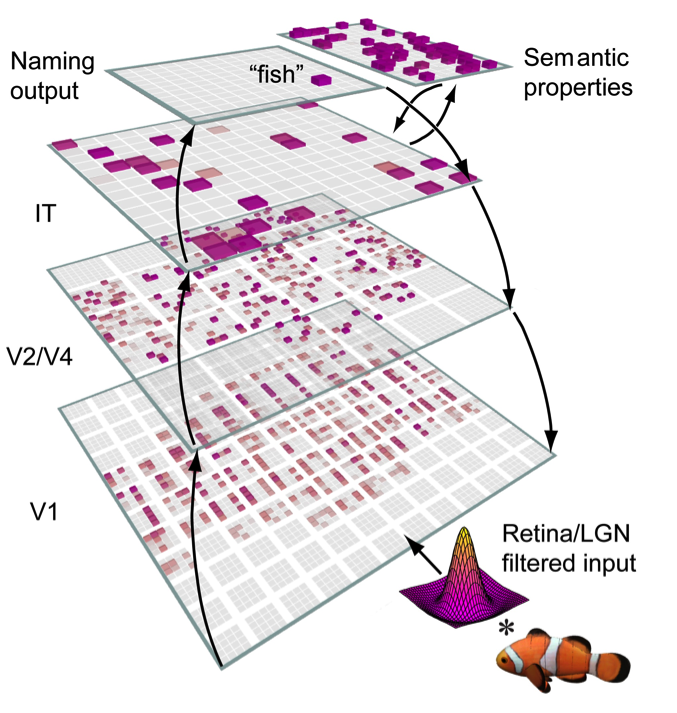 Naming
output
“fish”
Semantic
properties
IT
V2/V4
V1
Retina/LGN
filtered input
*